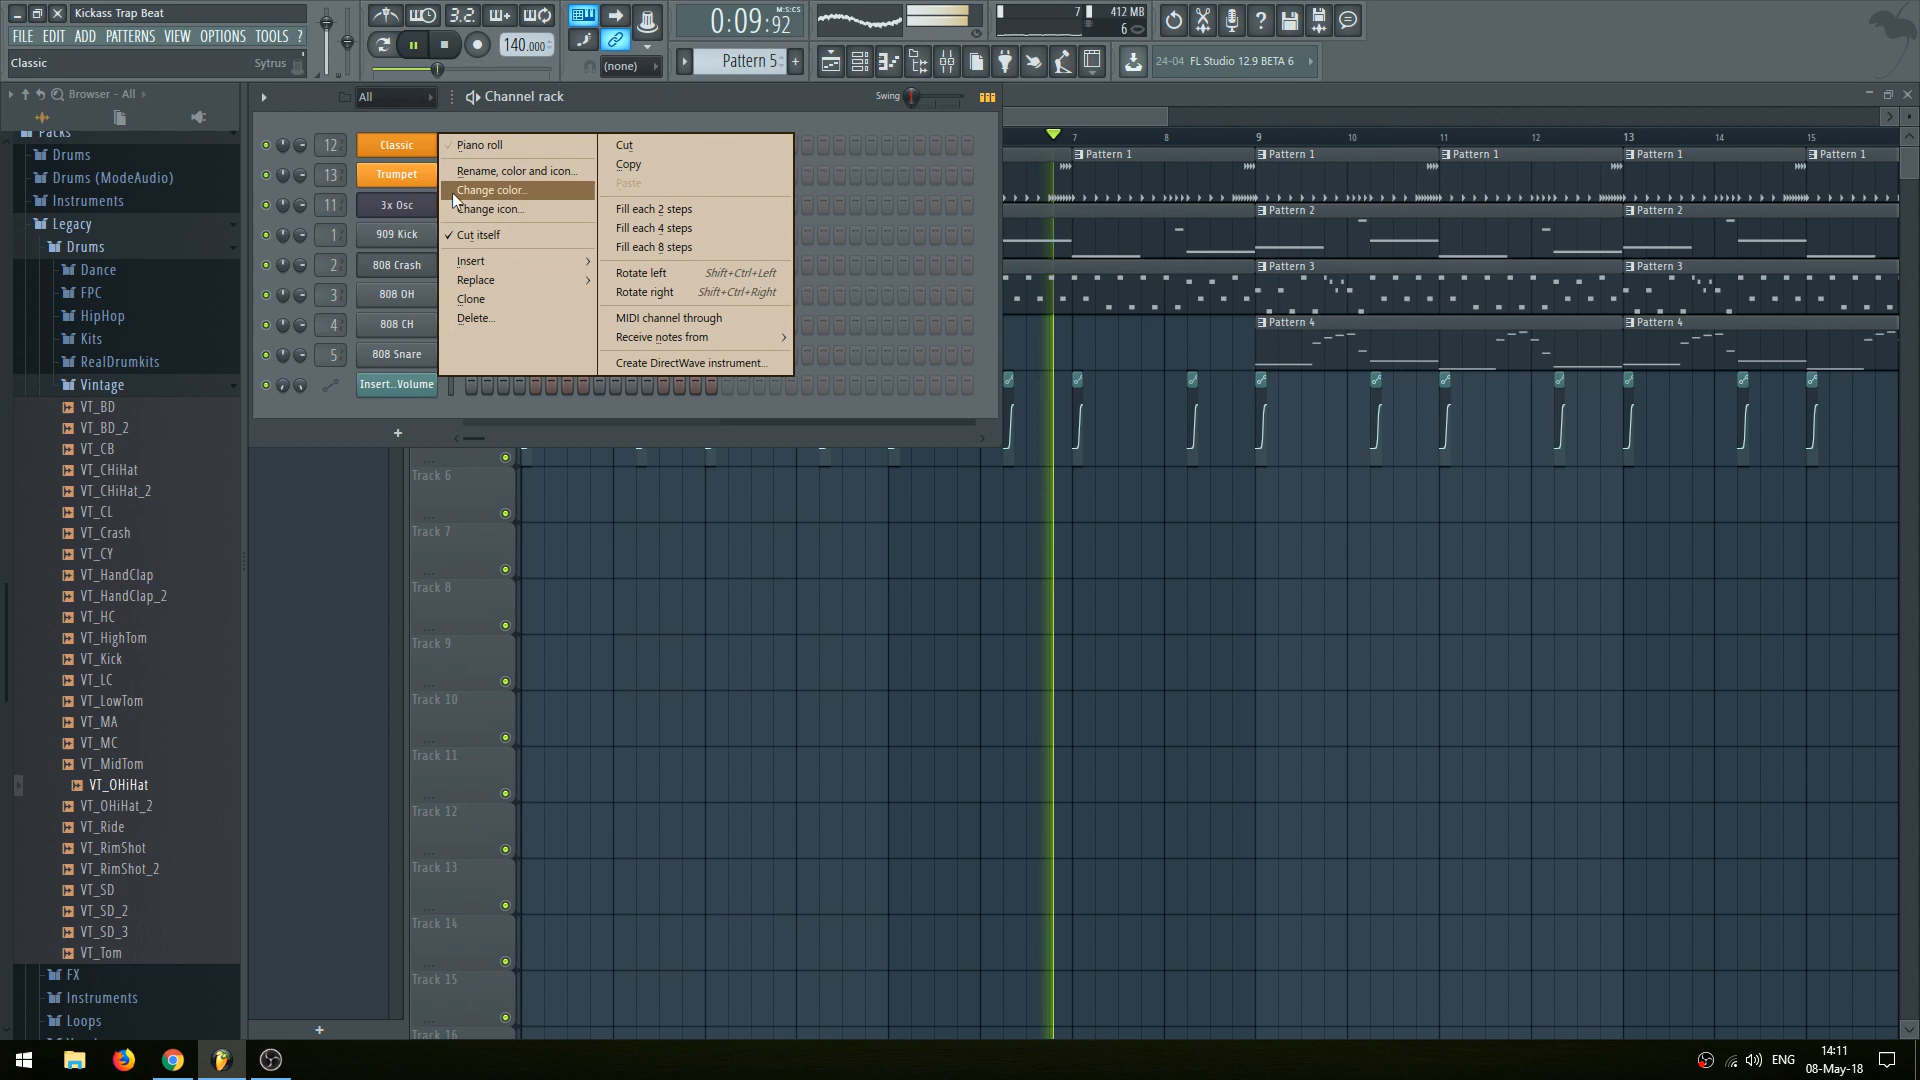 Kickass Trap Beat
FILE EDIT ADD PATTERNS VIEW OPTIONS TOOLS ?
Classic Sytrus
3.2.
140.000
(none)
0:09:92 M:S:CS
Pattern 5 +
7 412 MB
6
24-04 FL Studio 12.9 BETA 6
Browser - All
Packs
Drums
Drums (ModeAudio)
Instruments
Legacy
Drums
Dance
FPC
HipHop
Kits
RealDrumkits
Vintage
VT_BD
VT_BD_2
VT_CB
VT_CHiHat
VT_CHiHat_2
VT_CL
VT_Crash
VT_CY
VT_HandClap
VT_HandClap_2
VT_HC
VT_HighTom
VT_Kick
VT_LC
VT_LowTom
VT_MA
VT_MC
VT_MidTom
VT_OHiHat
VT_OHiHat_2
VT_Ride
VT_RimShot
VT_RimShot_2
VT_SD
VT_SD_2
VT_SD_3
VT_Tom
FX
Instruments
Loops
All
Channel rack
Swing
12 Classic
13 Trumpet
11 3x Osc
1 909 Kick
2 808 Crash
3 808 OH
4 808 CH
5 808 Snare
Insert..Volume
+
Piano roll
Rename, color and icon...
Change color...
Change icon...
Cut itself
Insert
Replace
Clone
Delete...
Cut
Copy
Paste
Fill each 2 steps
Fill each 4 steps
Fill each 8 steps
Rotate left Shift+Ctrl+Left
Rotate right Shift+Ctrl+Right
MIDI channel through
Receive notes from
Create DirectWave instrument...
7 8 9 10 11 12 13 14 15
Pattern 1 Pattern 1 Pattern 1 Pattern 1 Pattern 1
Pattern 2 Pattern 2
Pattern 3 Pattern 3
Pattern 4 Pattern 4
Track 6
Track 7
Track 8
Track 9
Track 10
Track 11
Track 12
Track 13
Track 14
Track 15
Track 16
+
ENG
14:11
08-May-18